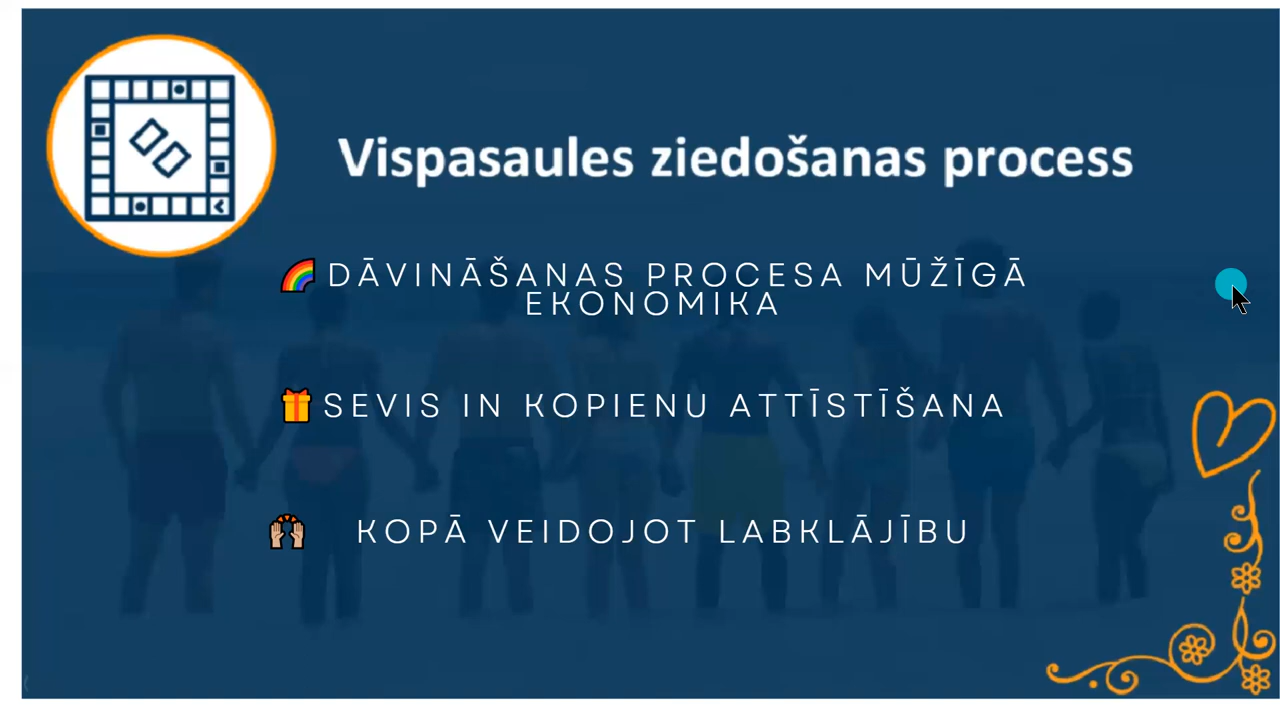 Vispasaules ziedošanas process
🌈 DĀVINĀŠANAS PROCESA MŪŽĪGĀ
EKONOMIKA
🎁 SEVIS IN KOPIENU ATTĪSTĪŠANA
🙌🏼 KOPĀ VEIDOJOT LABKLĀJĪBU